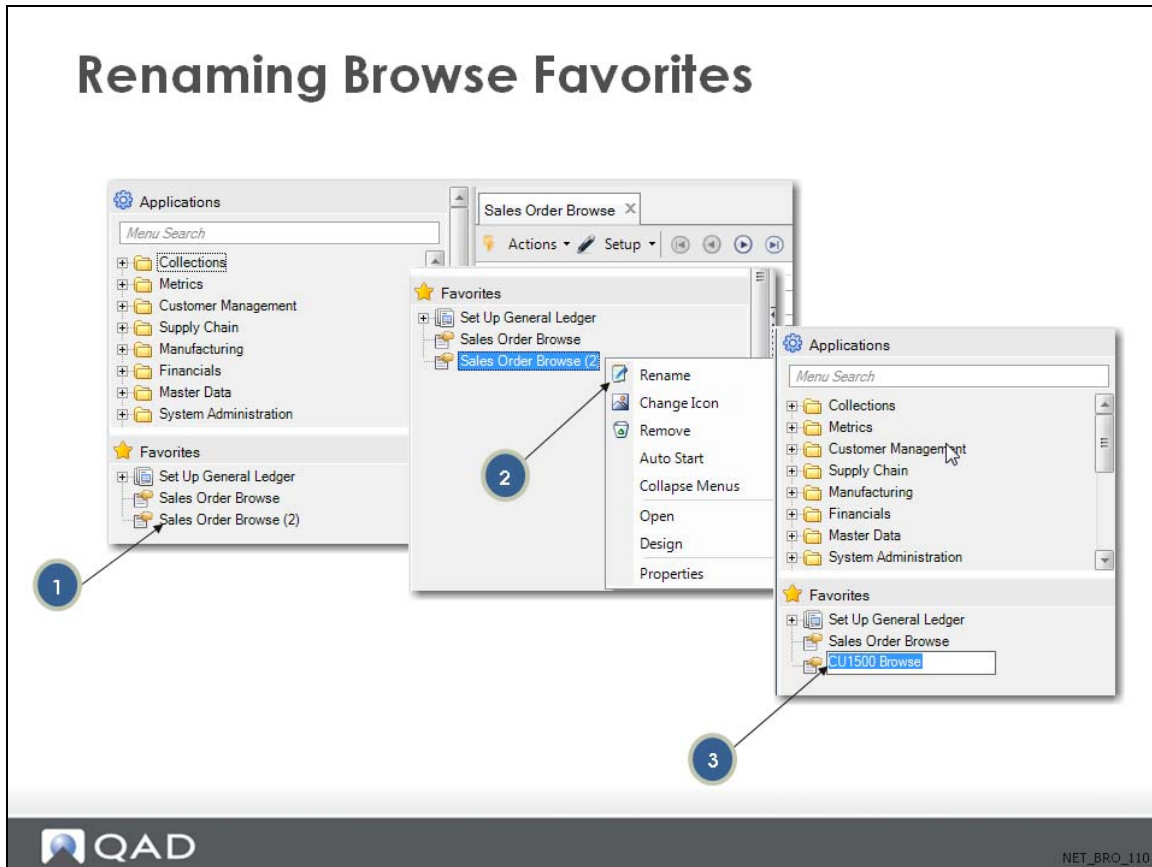 Renaming Browse Favorites
Applications
Menu Search
Collections
Metrics
Customer Management
Supply Chain
Manufacturing
Financials
Master Data
System Administration
Favorites
Set Up General Ledger
Sales Order Browse
Sales Order Browse (2)
1
Sales Order Browse X
Actions Setup
Favorites
Set Up General Ledger
Sales Order Browse
Sales Order Browse (2
Rename
Change Icon
Remove
Auto Start
Collapse Menus
Open
Design
Properties
2
Applications
Menu Search
Collections
Metrics
Customer Management
Supply Chain
Manufacturing
Financials
Master Data
System Administration
Favorites
Set Up General Ledger
Sales Order Browse
CU1500 Browse
3
QAD
NET_BRO_110